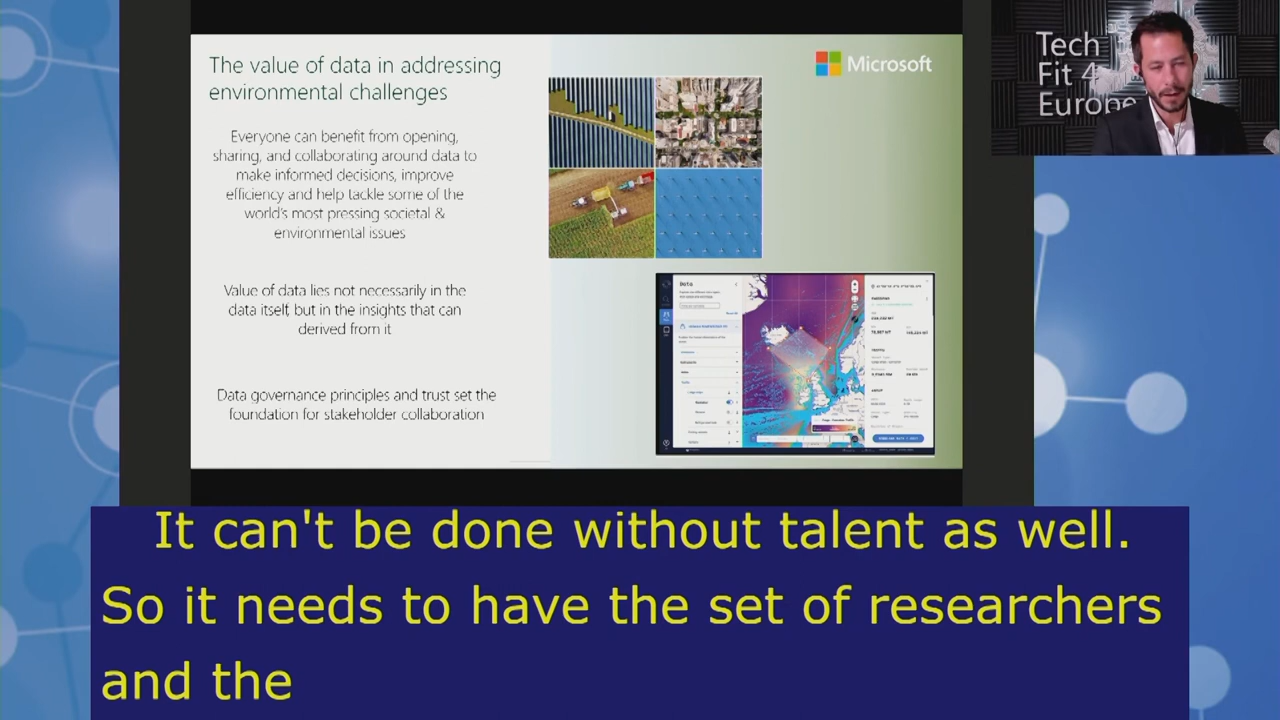 The value of data in addressing
environmental challenges
Everyone can benefit from opening,
sharing, and collaborating around data to
make informed decisions, improve
efficiency and help tackle some of the
world's most pressing societal &
environmental issues
Value of data lies not necessarily in the
data itself, but in the insights that can
derived from it
Data governance principles and trust set the
foundation for stakeholder collaboration
Microsoft
Data
Tech
Fit 4
Europe
It can't be done without talent as well.
So it needs to have the set of researchers
and the